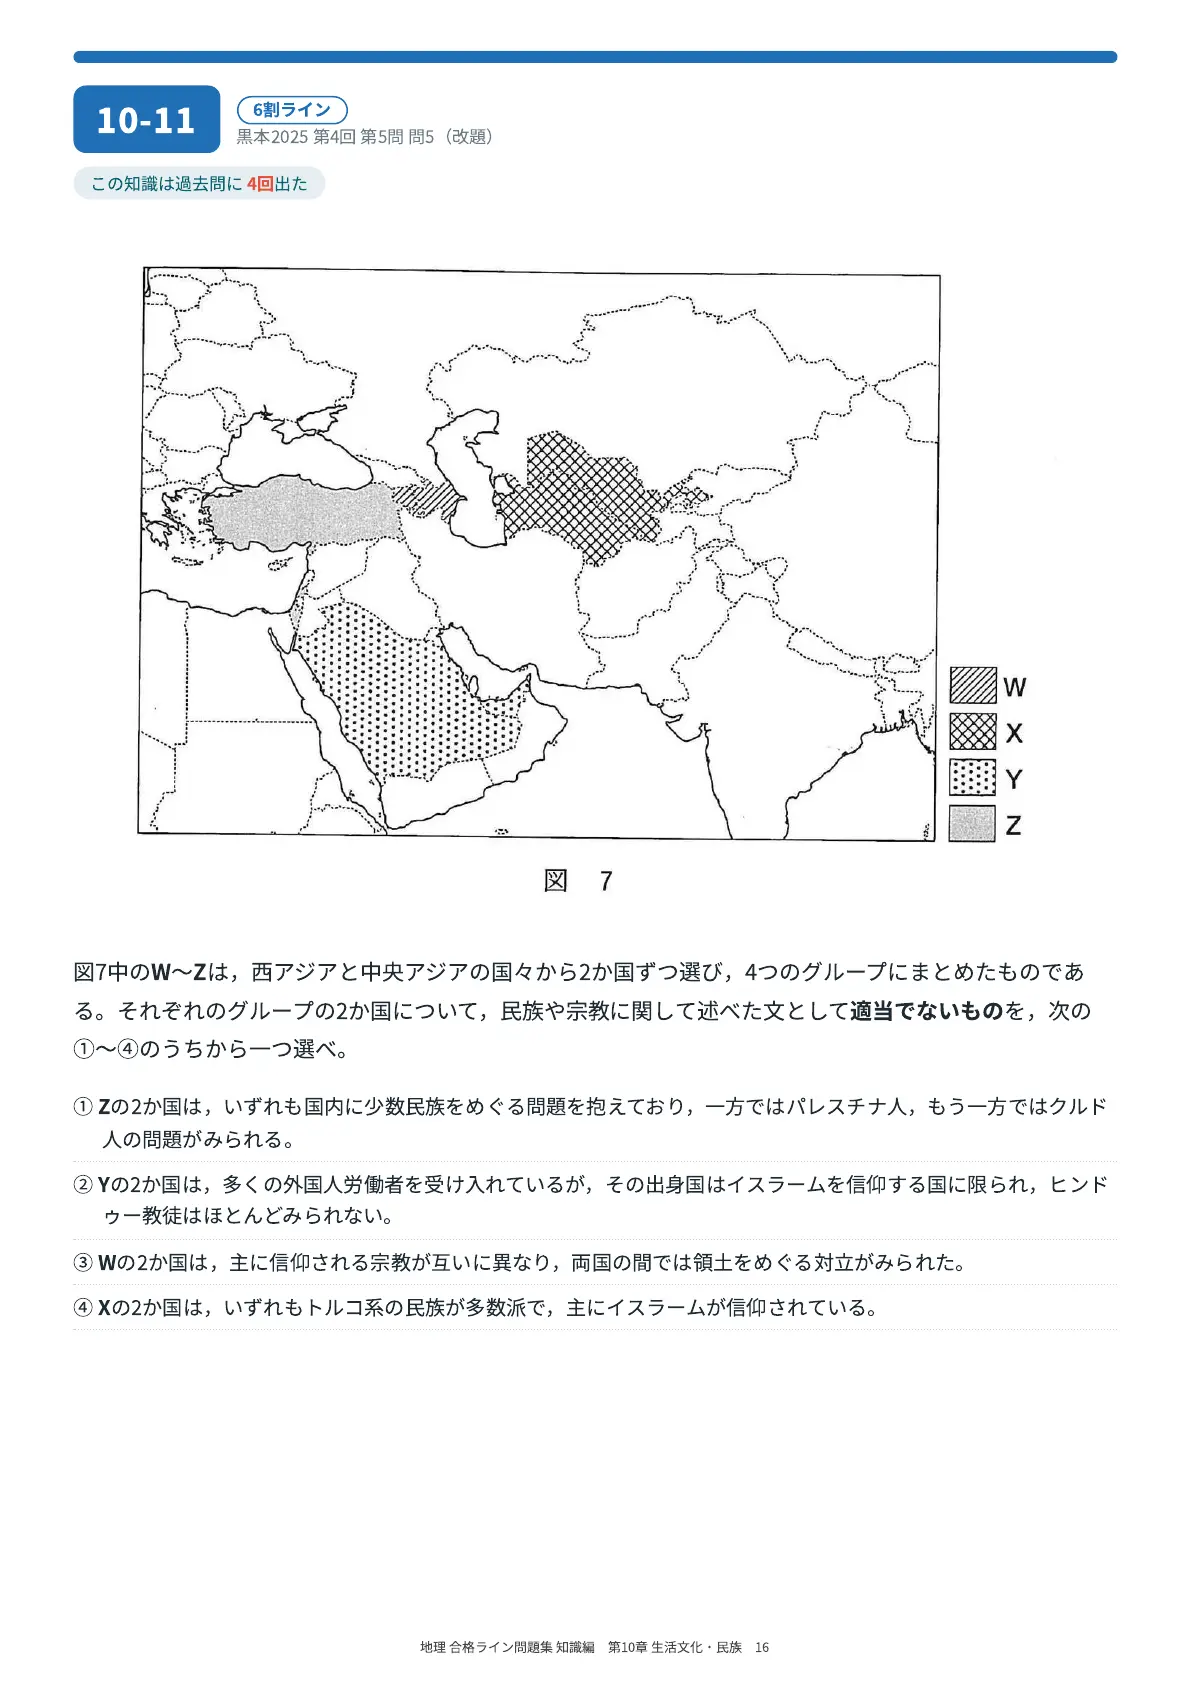 10-11
6割ライン
黒本2025 第4回 第5問 問5（改題）
この知識は過去問に 4回出た
W
X
Y
Z
図 7
図7中のW～Zは，西アジアと中央アジアの国々から2か国ずつ選び，4つのグループにまとめたものであ
る。それぞれのグループの2か国について，民族や宗教に関して述べた文として適当でないものを，次の
①～④のうちから一つ選べ。
① Zの2か国は，いずれも国内に少数民族をめぐる問題を抱えており，一方ではパレスチナ人，もう一方ではクルド
人の問題がみられる。
② Yの2か国は，多くの外国人労働者を受け入れているが，その出身国はイスラームを信仰する国に限られ，ヒンド
ゥー教徒はほとんどみられない。
③ Wの2か国は，主に信仰される宗教が互いに異なり，両国の間では領土をめぐる対立がみられた。
④ Xの2か国は，いずれもトルコ系の民族が多数派で，主にイスラームが信仰されている。
地理 合格ライン問題集 知識編 第10章 生活文化・民族 16